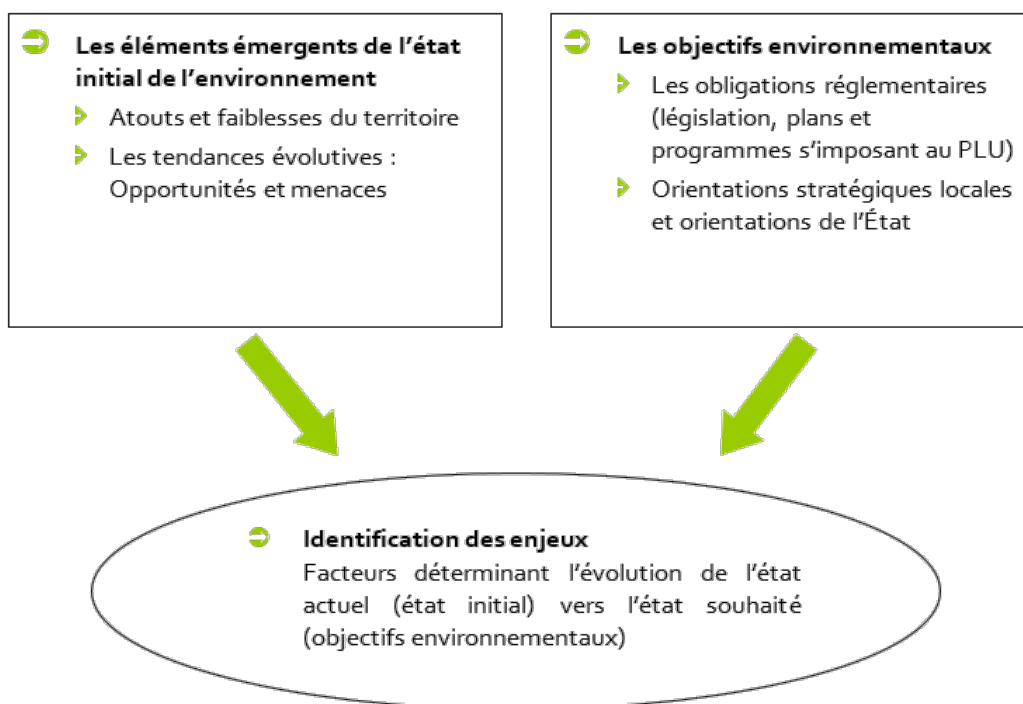 Les éléments émergents de l'état
initial de l'environnement
Atouts et faiblesses du territoire
Les tendances évolutives :
Opportunités et menaces
Les objectifs environnementaux
Les obligations réglementaires
(législation, plans et
programmes s'imposant au PLU)
Orientations stratégiques locales
et orientations de l'État
Identification des enjeux
Facteurs déterminant l'évolution de l'état
actuel (état initial) vers l'état souhaité
(objectifs environnementaux)